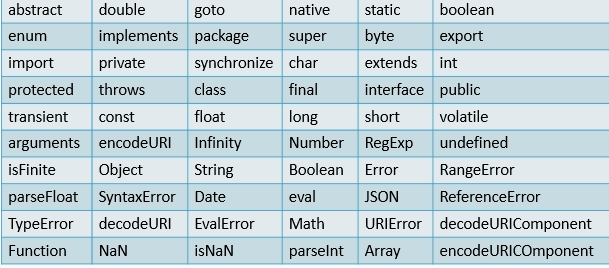 abstract double goto native static boolean
enum implements package super byte export
import private synchronize char extends int
protected throws class final interface public
transient const float long short volatile
arguments encodeURI Infinity Number RegExp undefined
isFinite Object String Boolean Error RangeError
parseFloat SyntaxError Date eval JSON ReferenceError
TypeError decodeURI EvalError Math URIError decodeURIComponent
Function NaN isNaN parseInt Array encodeURICOmponent